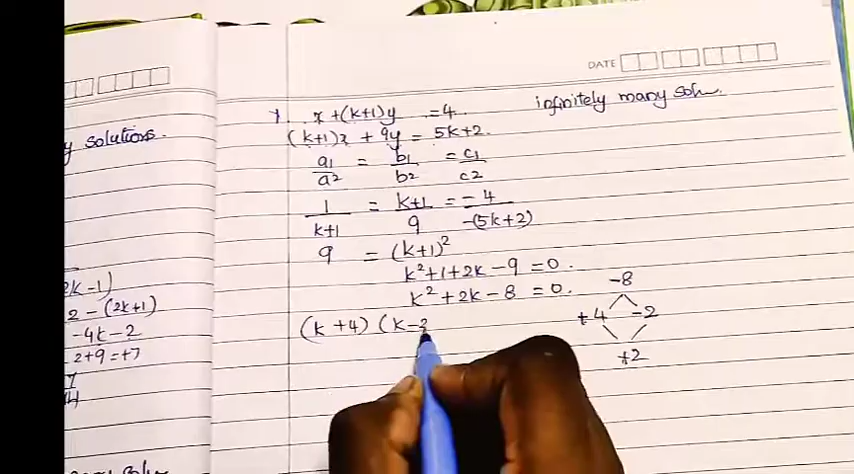 DATE
y solutions.
7. x + (k+1)y = 4 infinitely many soln.
(k+1)x + 9y = 5k+2.
a1/a2 = b1/b2 = c1/c2
1/(k+1) = (k+1)/9 = -4/-(5k+2)
9 = (k+1)²
k²+1+2k-9 = 0.
k²+2k-8 = 0.
-8
+4 -2
+2
(k+4) (k-2
2k-1)
2 - (2k+1)
-4k-2
2+9 = +7